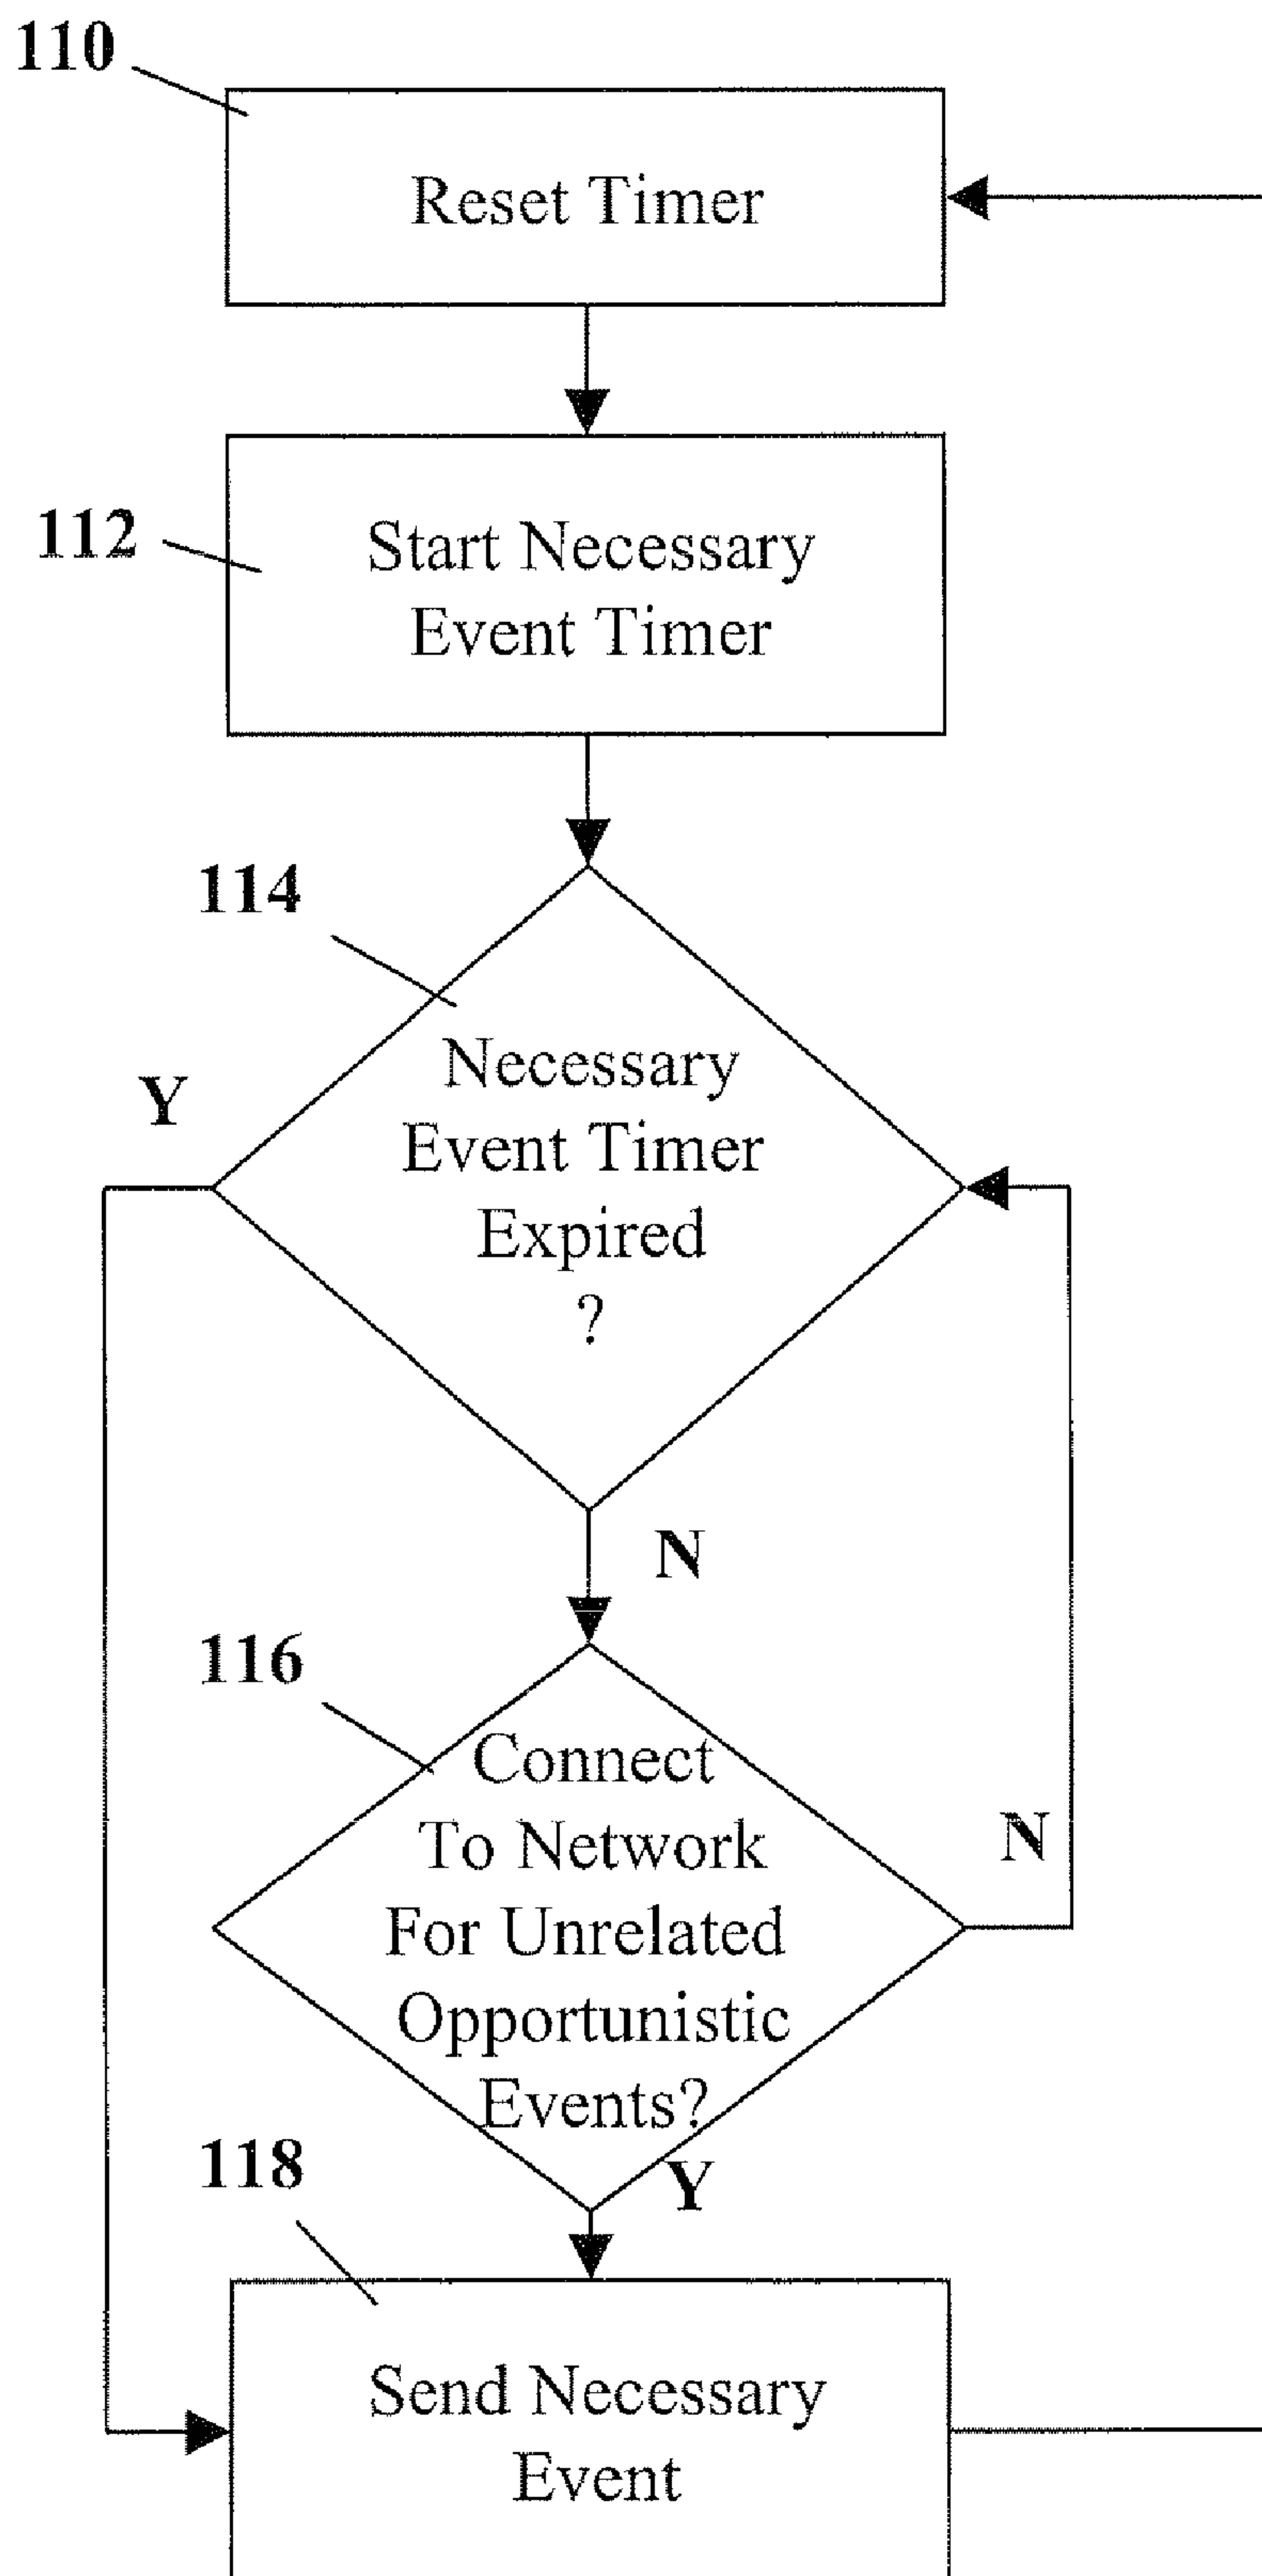 110
Reset Timer
112
Start Necessary
Event Timer
114
Y
Necessary
Event Timer
Expired
?
N
116
Connect
To Network
For Unrelated
Opportunistic
Events?
N
118
Y
Send Necessary
Event